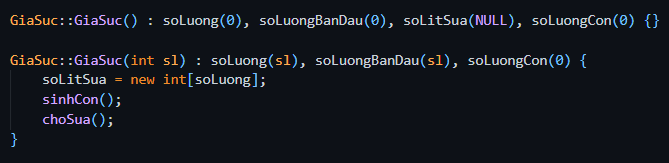 GiaSuc::GiaSuc() : soLuong(0), soLuongBanDau(0), soLitSua(NULL), soLuongCon(0) {}
GiaSuc::GiaSuc(int sl) : soLuong(sl), soLuongBanDau(sl), soLuongCon(0) {
soLitSua = new int[soLuong];
sinhCon();
choSua();
}